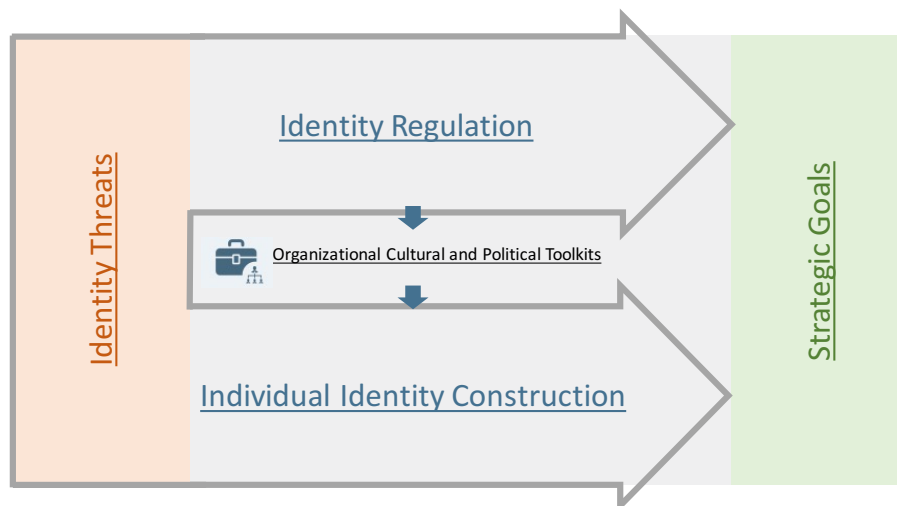 Identity Threats
Identity Regulation
Organizational Cultural and Political Toolkits
Individual Identity Construction
Strategic Goals